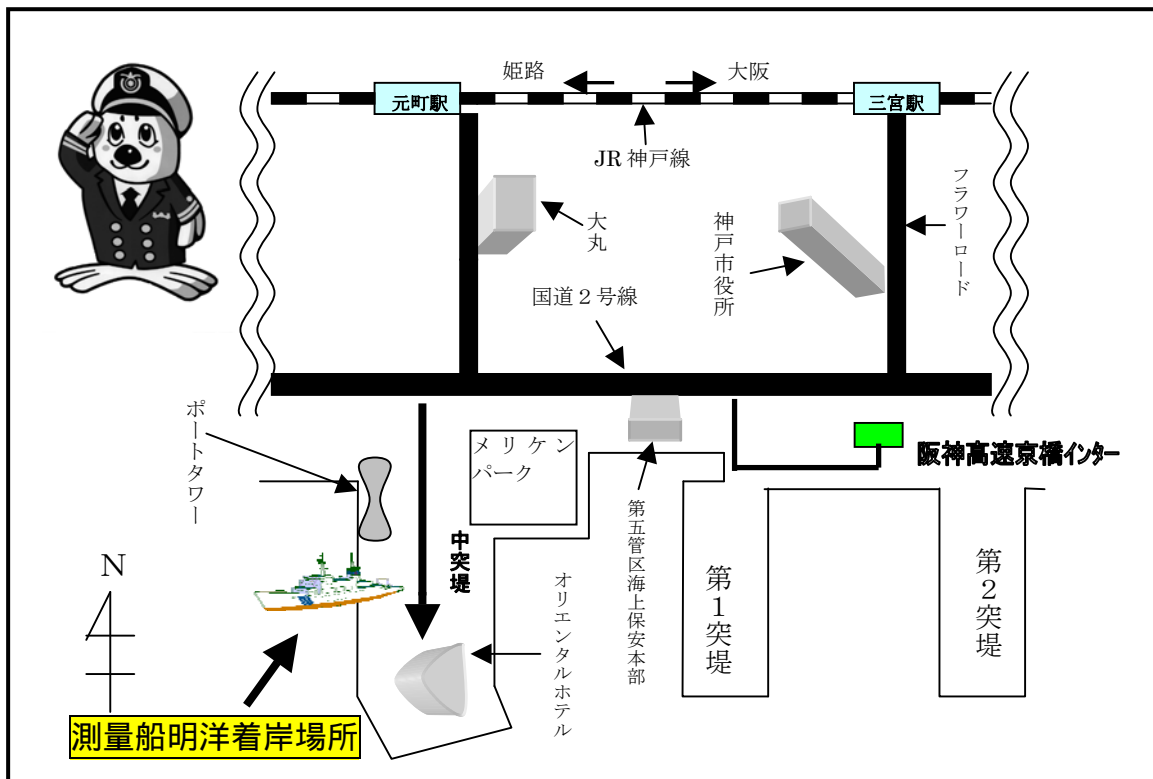 姫路
大阪
元町駅
三宮駅
JR 神戸線
大丸
神戸市役所
フラワーロード
国道２号線
ポートタワー
メリケン
パーク
阪神高速京橋インター
中突堤
第五管区海上保安本部
オリエンタルホテル
第１突堤
第２突堤
N
測量船明洋着岸場所